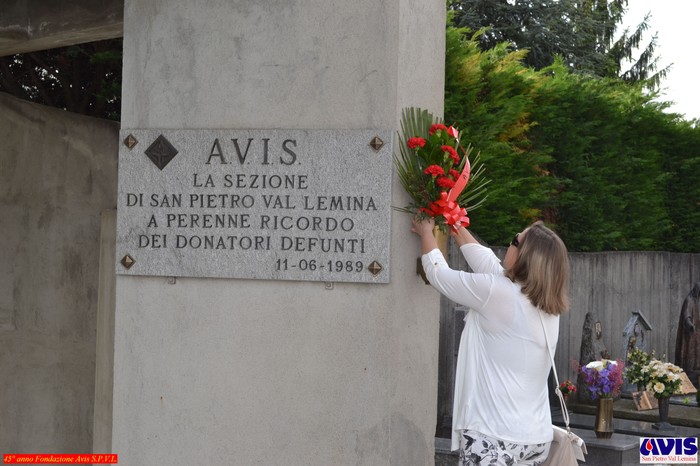 A.V.I.S.
LA SEZIONE
DI SAN PIETRO VAL LEMINA
A PERENNE RICORDO
DEI DONATORI DEFUNTI
11-06-1989
45° anno Fondazione Avis S.P.V.L.
AVIS
San Pietro Val Lemina